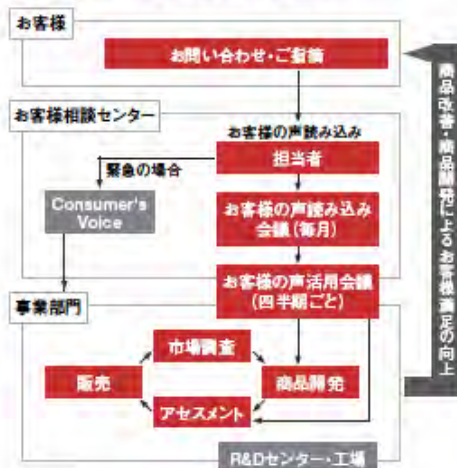 お客様
お問い合わせ・ご指摘
お客様相談センター
お客様の声読み込み
担当者
緊急の場合
Consumer's
Voice
お客様の声読み込み
会議(毎月)
お客様の声活用会議
(四半期ごと)
事業部門
市場調査
販売
商品開発
アセスメント
R&Dセンター・工場
商品改善・商品開発によるお客様満足の向上